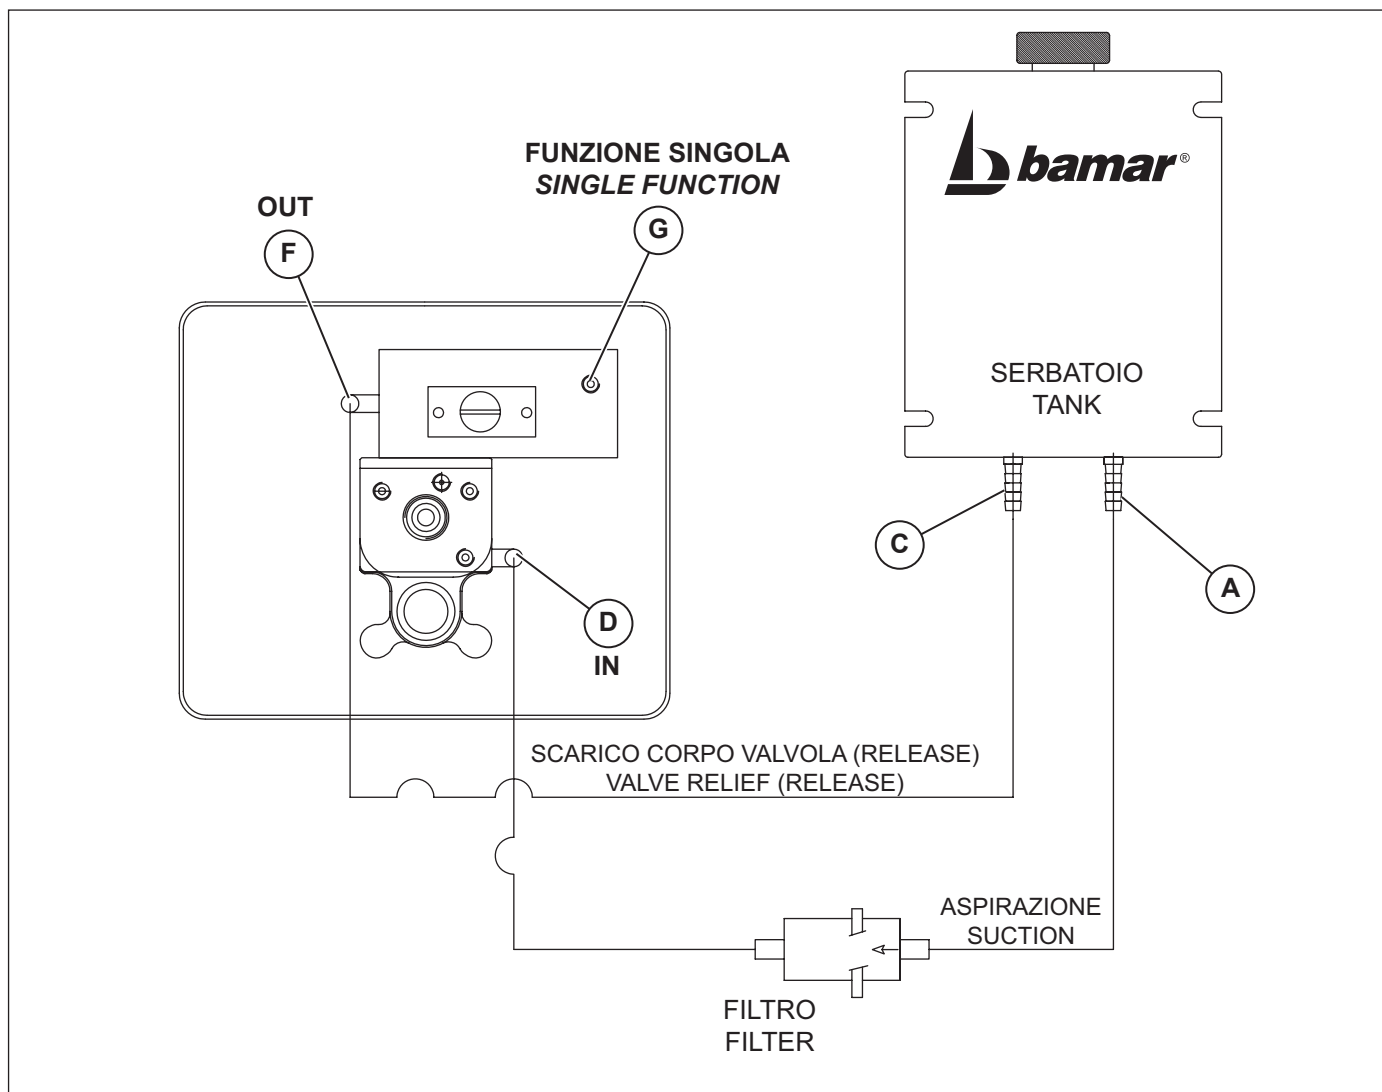 bamar®
FUNZIONE SINGOLA
SINGLE FUNCTION
OUT
G
F
SERBATOIO
TANK
C
A
D
IN
SCARICO CORPO VALVOLA (RELEASE)
VALVE RELIEF (RELEASE)
ASPIRAZIONE
SUCTION
FILTRO
FILTER